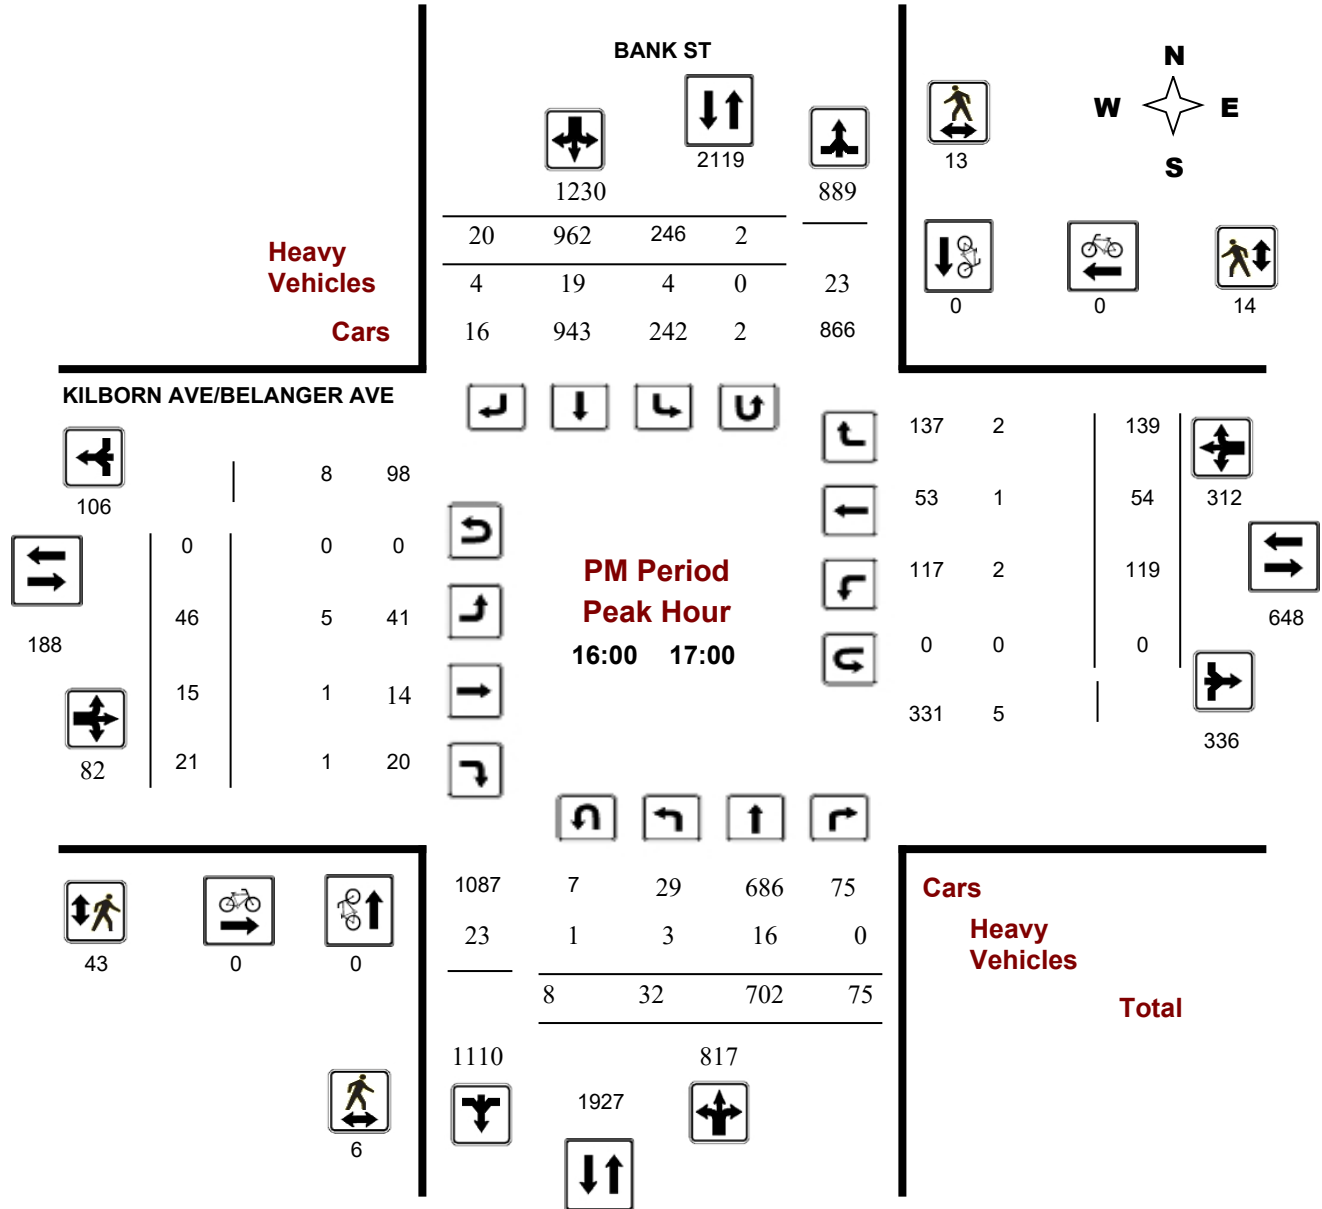 BANK ST
N
W E
S
2119
13
1230 889
20 962 246 2
Heavy
Vehicles 4 19 4 0 23
Cars 16 943 242 2 866
0 0 14
KILBORN AVE/BELANGER AVE
137 2 139
8 98
106
53 1 54 312
0 0 0
PM Period
117 2 119
Peak Hour
46 5 41
648
188
16:00 17:00
0 0 0
15 1 14
331 5
336
82 21 1 20
1087 7 29 686 75 Cars
23 1 3 16 0 Heavy
Vehicles
43 0 0
8 32 702 75 Total
1110 817
1927
6